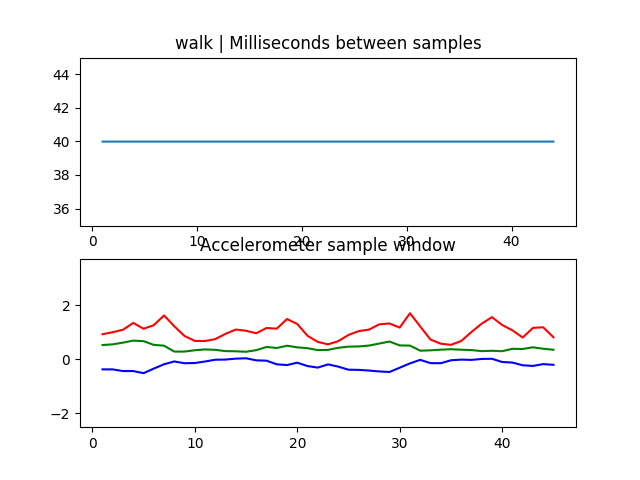 walk | Milliseconds between samples
44
42
40
38
36
0 10 20 30 40
Accelerometer sample window
2
0
−2
0 10 20 30 40